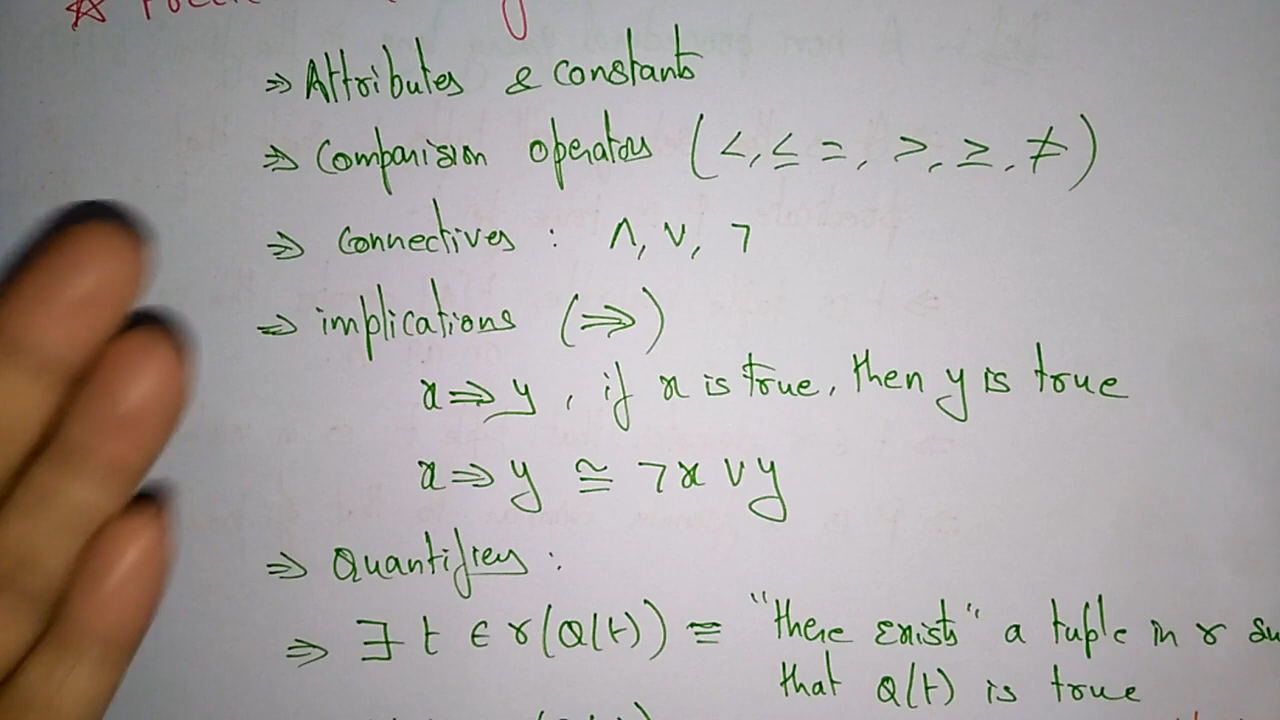 ⇒ Attributes & constants
⇒ Comparision operators (<, ≤ =, >, ≥, ≠)
⇒ Connectives : ∧, ∨, ¬
⇒ implications (⇒)
x ⇒ y , if x is true, then y is true
x ⇒ y ≅ ¬x ∨ y
⇒ Quantifiers :
⇒ ∃ t ∈ r(Q(t)) ≡ "there exists" a tuple in r su
that Q(t) is true
(Q(t))